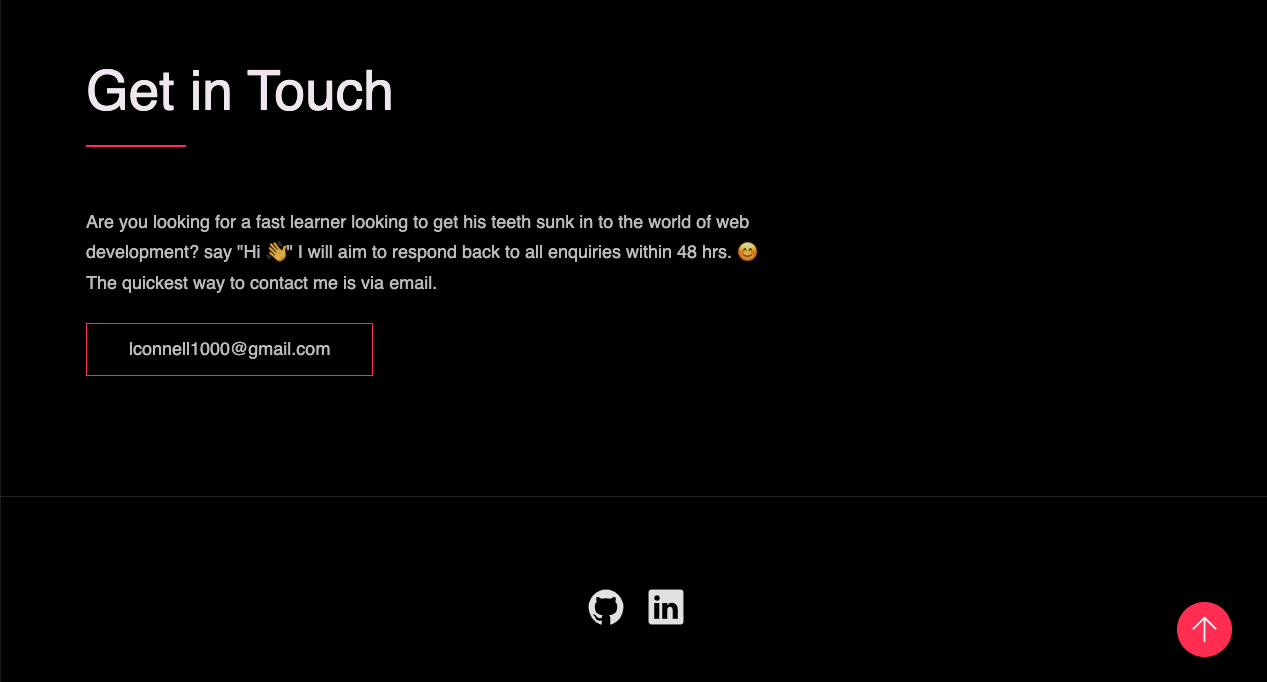 Get in Touch
Are you looking for a fast learner looking to get his teeth sunk in to the world of web
development? say "Hi 👋" I will aim to respond back to all enquiries within 48 hrs. 😊
The quickest way to contact me is via email.
lconnell1000@gmail.com
in